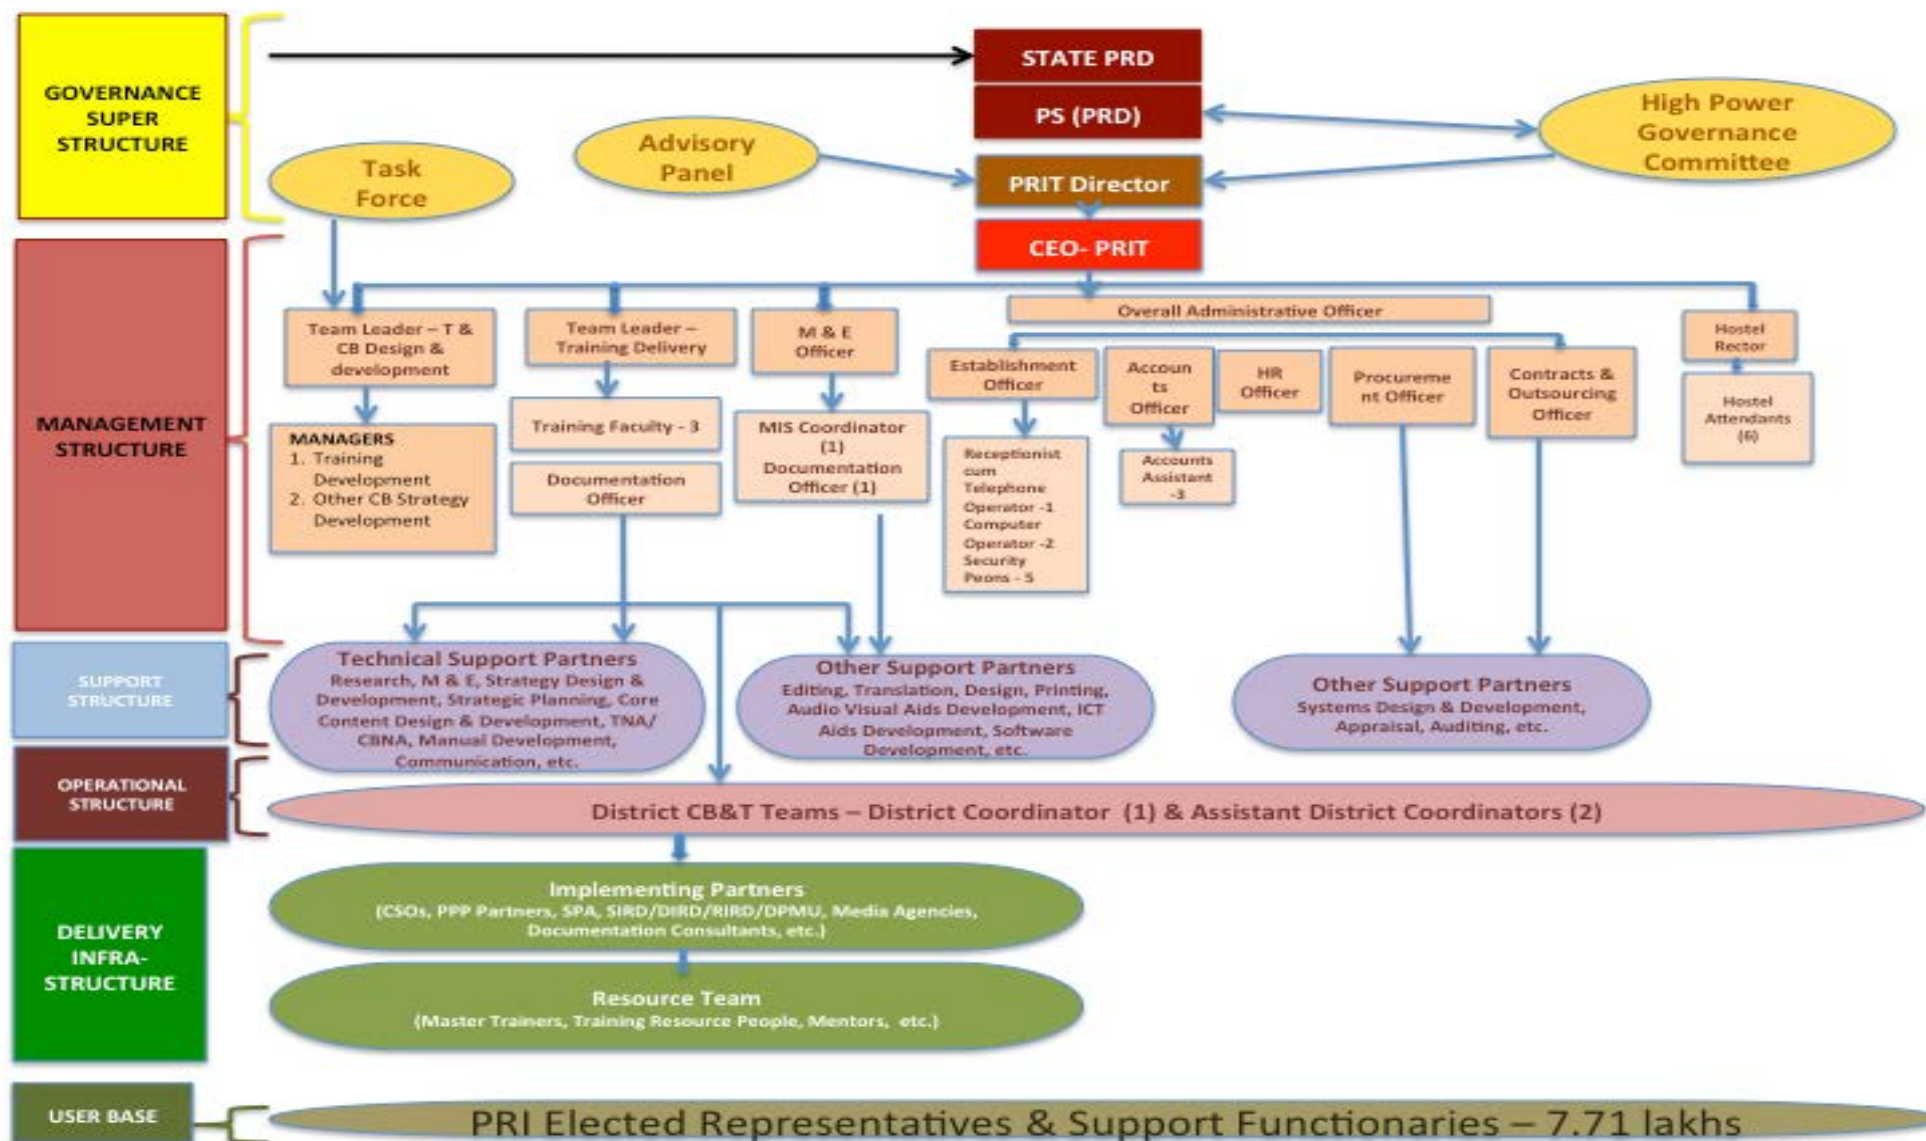 GOVERNANCE
SUPER
STRUCTURE
STATE PRD
PS (PRD)
High Power
Governance
Committee
Advisory
Panel
Task
Force
PRIT Director
CEO- PRIT
MANAGEMENT
STRUCTURE
Team Leader – T &
CB Design &
development
Team Leader –
Training Delivery
M & E
Officer
Overall Administrative Officer
Hostel
Rector
Establishment
Officer
Accoun
ts
Officer
HR
Officer
Procureme
nt Officer
Contracts &
Outsourcing
Officer
Hostel
Attendants
(6)
MANAGERS
1. Training
Development
2. Other CB Strategy
Development
Training Faculty - 3
Documentation
Officer
MIS Coordinator
(1)
Documentation
Officer (1)
Receptionist
cum
Telephone
Operator -1
Computer
Operator -2
Security
Peons - 5
Accounts
Assistant
-3
SUPPORT
STRUCTURE
Technical Support Partners
Research, M & E, Strategy Design &
Development, Strategic Planning, Core
Content Design & Development, TNA/
CBNA, Manual Development,
Communication, etc.
Other Support Partners
Editing, Translation, Design, Printing,
Audio Visual Aids Development, ICT
Aids Development, Software
Development, etc.
Other Support Partners
Systems Design & Development,
Appraisal, Auditing, etc.
OPERATIONAL
STRUCTURE
District CB&T Teams – District Coordinator (1) & Assistant District Coordinators (2)
DELIVERY
INFRA-
STRUCTURE
Implementing Partners
(CSOs, PPP Partners, SPA, SIRD/DIRD/RIRD/DPMU, Media Agencies,
Documentation Consultants, etc.)
Resource Team
(Master Trainers, Training Resource People, Mentors, etc.)
USER BASE
PRI Elected Representatives & Support Functionaries – 7.71 lakhs